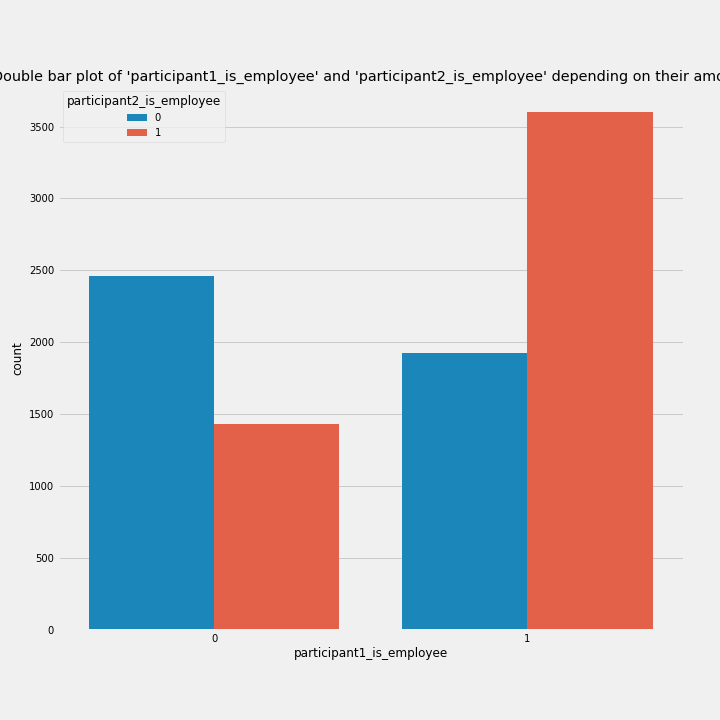 Double bar plot of 'participant1_is_employee' and 'participant2_is_employee' depending on their
participant2_is_employee
0
1
3500
3000
2500
2000
1500
1000
500
0
count
0 1
participant1_is_employee